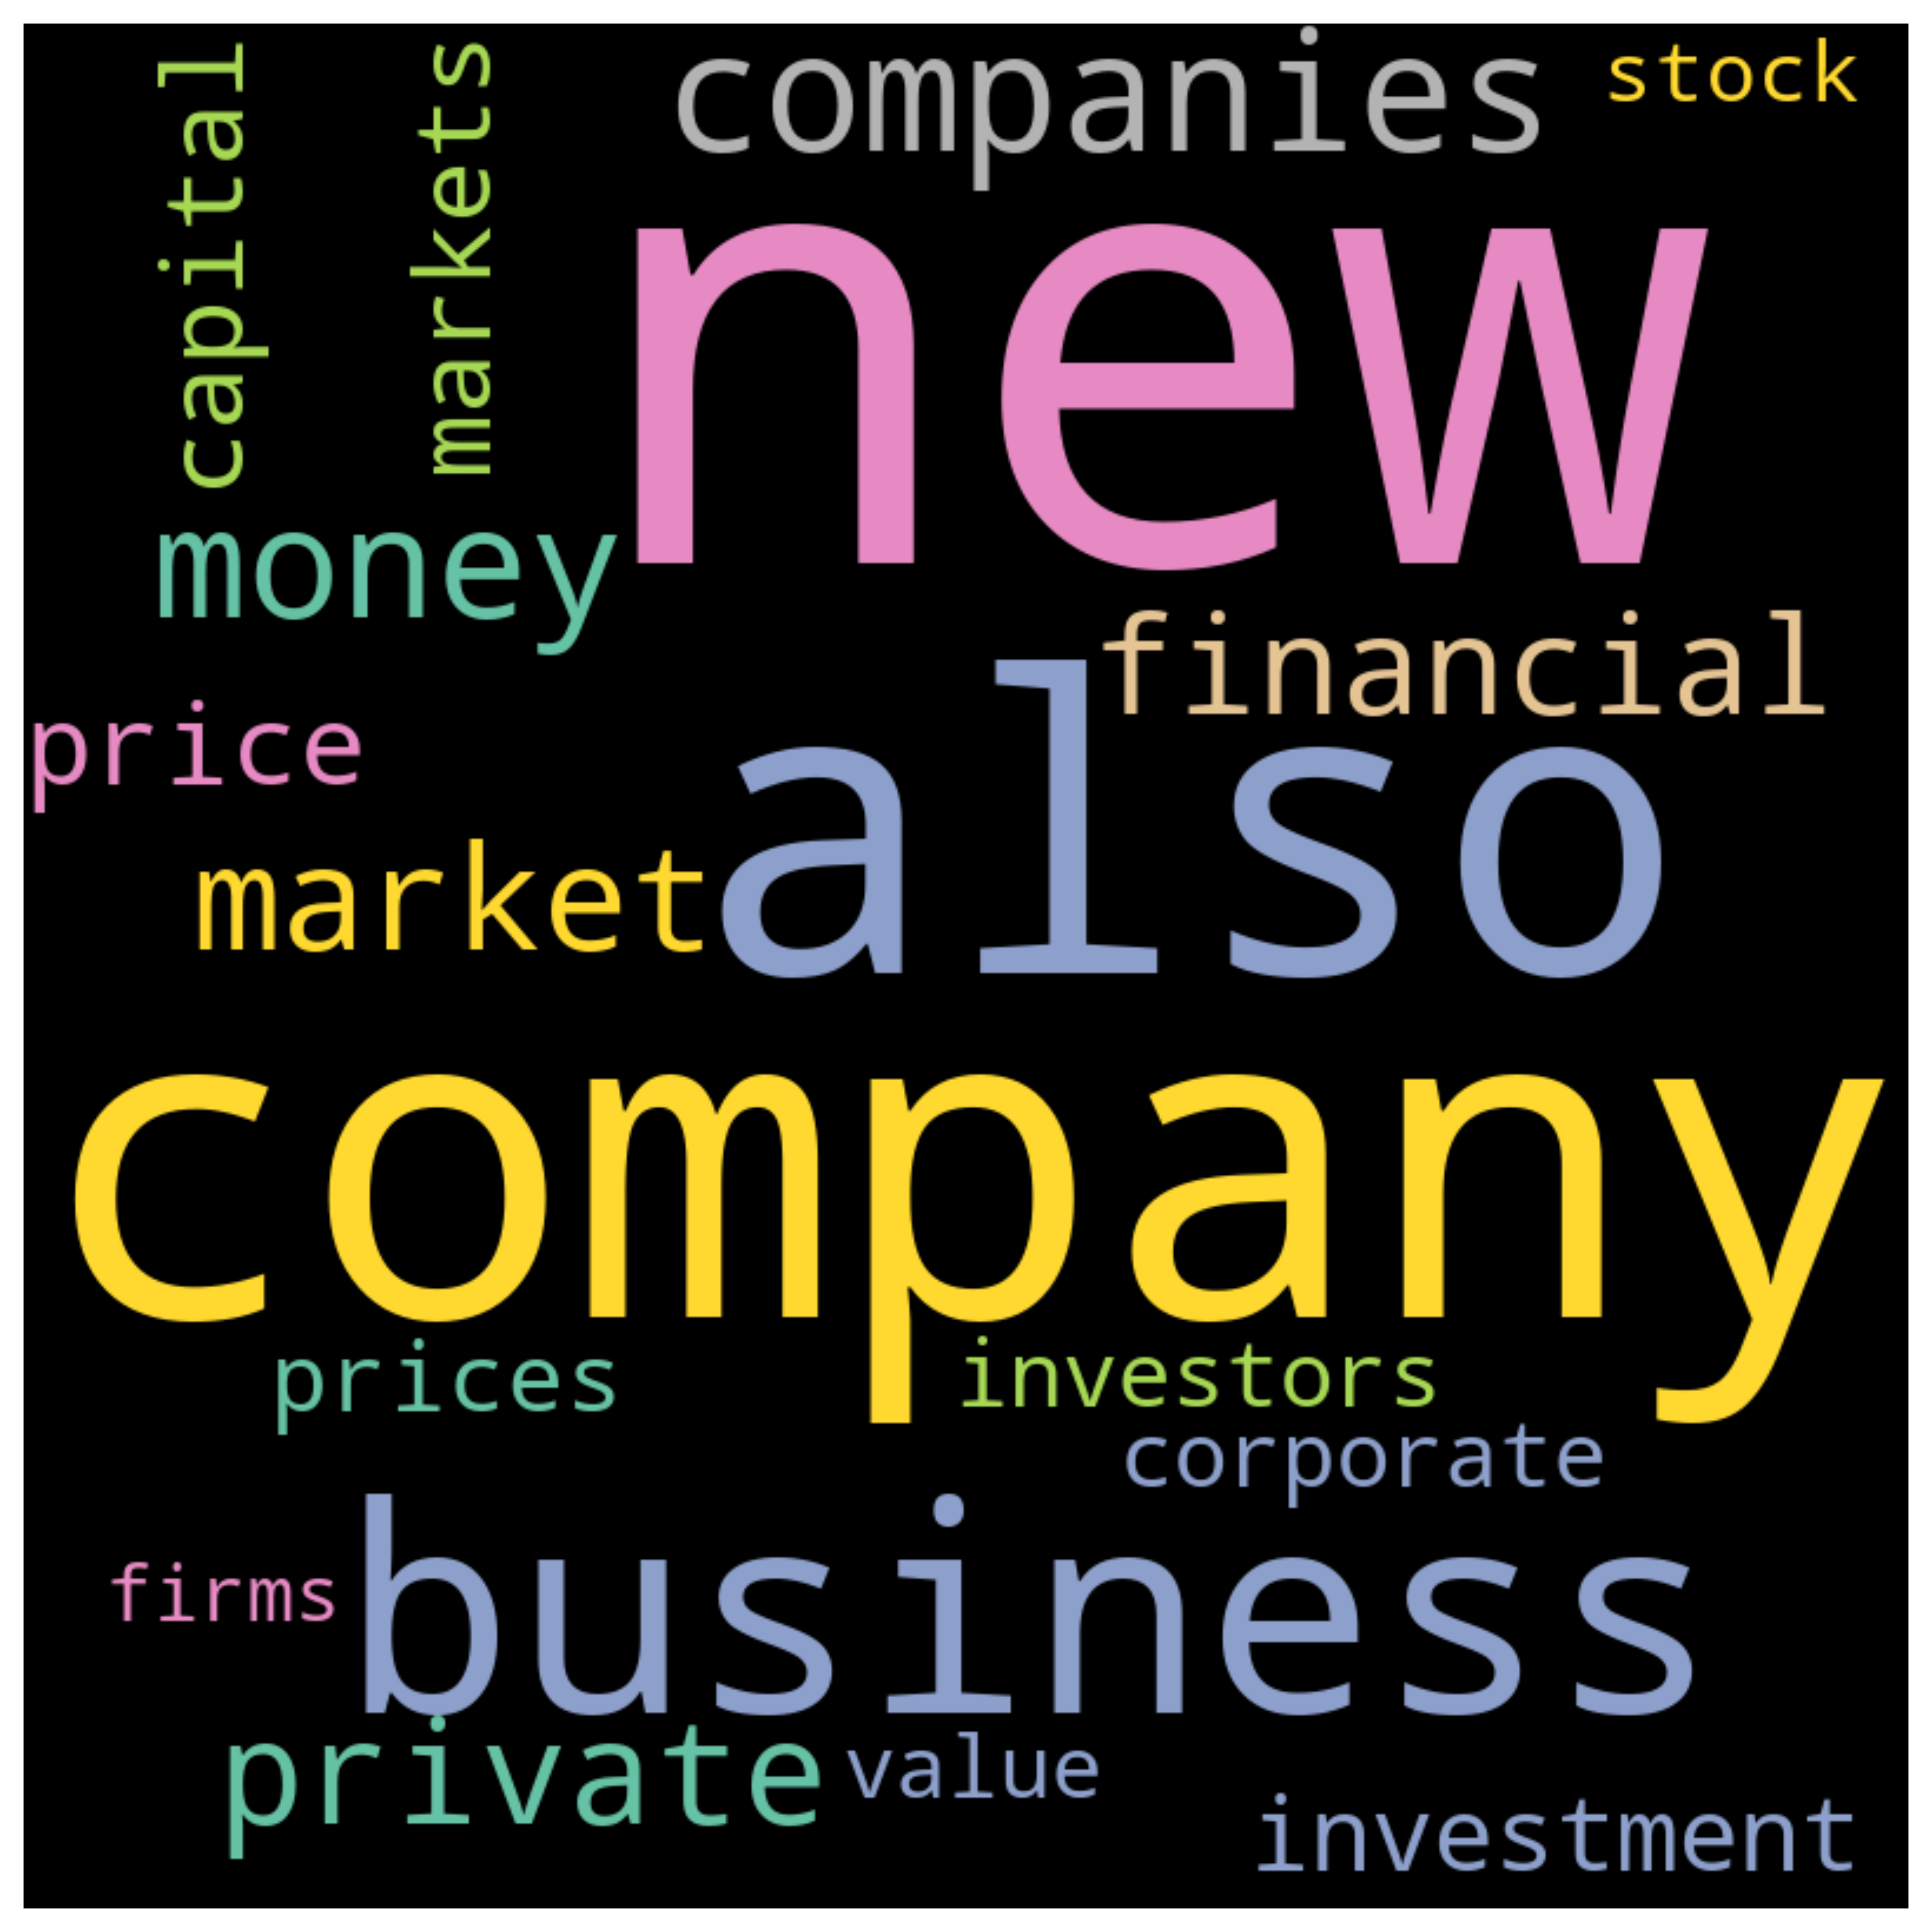 capital
markets
companies
stock
new
money
financial
price
also
market
company
prices
investors
corporate
business
firms
private
value
investment